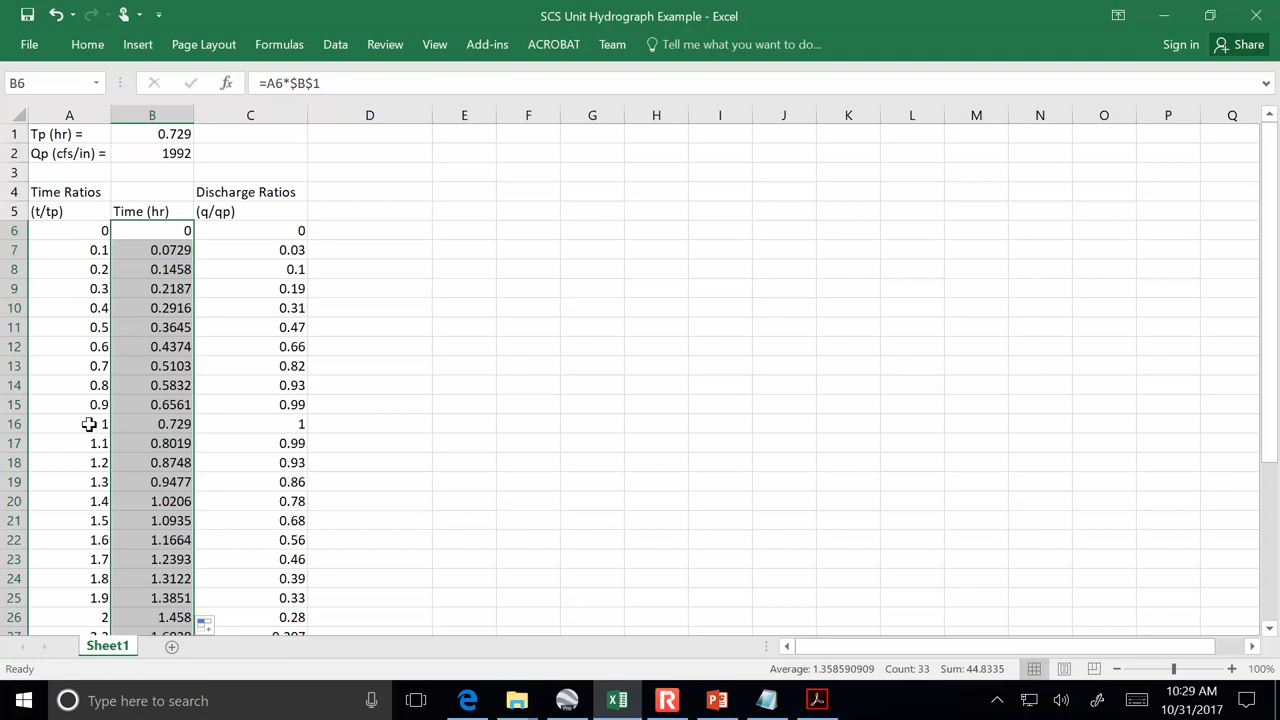 SCS Unit Hydrograph Example - Excel
File Home Insert Page Layout Formulas Data Review View Add-ins ACROBAT Team Tell me what you want to do... Sign in Share
B6 fx =A6*$B$1
A B C D E F G H I J K L M N O P Q
1 Tp (hr) = 0.729
2 Qp (cfs/in) = 1992
3
4 Time Ratios Discharge Ratios
5 (t/tp) Time (hr) (q/qp)
6 0 0 0
7 0.1 0.0729 0.03
8 0.2 0.1458 0.1
9 0.3 0.2187 0.19
10 0.4 0.2916 0.31
11 0.5 0.3645 0.47
12 0.6 0.4374 0.66
13 0.7 0.5103 0.82
14 0.8 0.5832 0.93
15 0.9 0.6561 0.99
16 1 0.729 1
17 1.1 0.8019 0.99
18 1.2 0.8748 0.93
19 1.3 0.9477 0.86
20 1.4 1.0206 0.78
21 1.5 1.0935 0.68
22 1.6 1.1664 0.56
23 1.7 1.2393 0.46
24 1.8 1.3122 0.39
25 1.9 1.3851 0.33
26 2 1.458 0.28
Sheet1
Ready Average: 1.358590909 Count: 33 Sum: 44.8335 100%
Type here to search
10:29 AM
10/31/2017